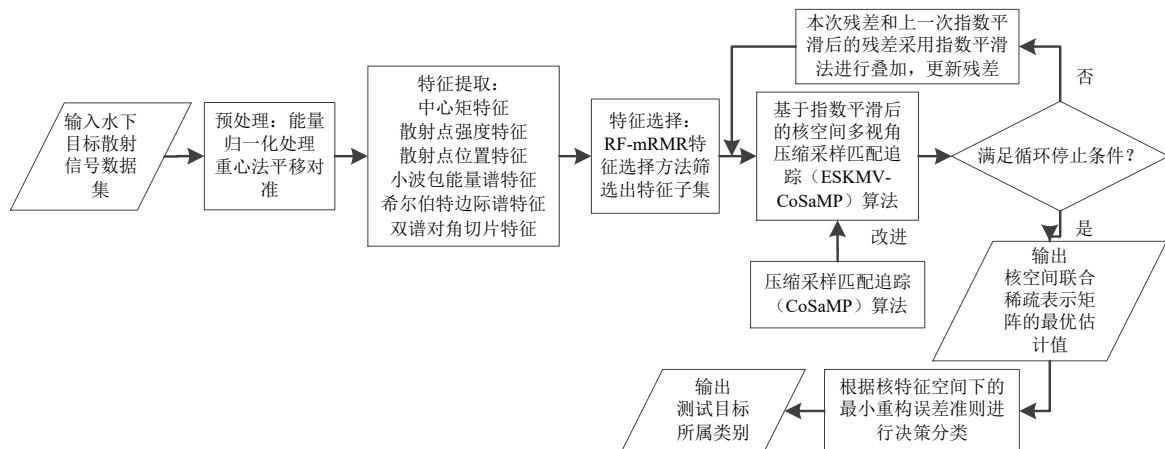 输入水下
目标散射
信号数据
集
预处理：能量
归一化处理
重心法平移对
准
特征提取：
中心矩特征
散射点强度特征
散射点位置特征
小波包能量谱特征
希尔伯特边际谱特征
双谱对角切片特征
特征选择：
RF-mRMR特
征选择方法筛
选出特征子集
本次残差和上一次指数平
滑后的残差采用指数平滑
法进行叠加，更新残差
否
基于指数平滑后
的核空间多视角
压缩采样匹配追
踪（ESKMV-
CoSaMP）算法
满足循环停止条件？
改进
是
压缩采样匹配追踪
（CoSaMP）算法
输出
核空间联合
稀疏表示矩
阵的最优估
计值
根据核特征空间下的
最小重构误差准则进
行决策分类
输出
测试目标
所属类别